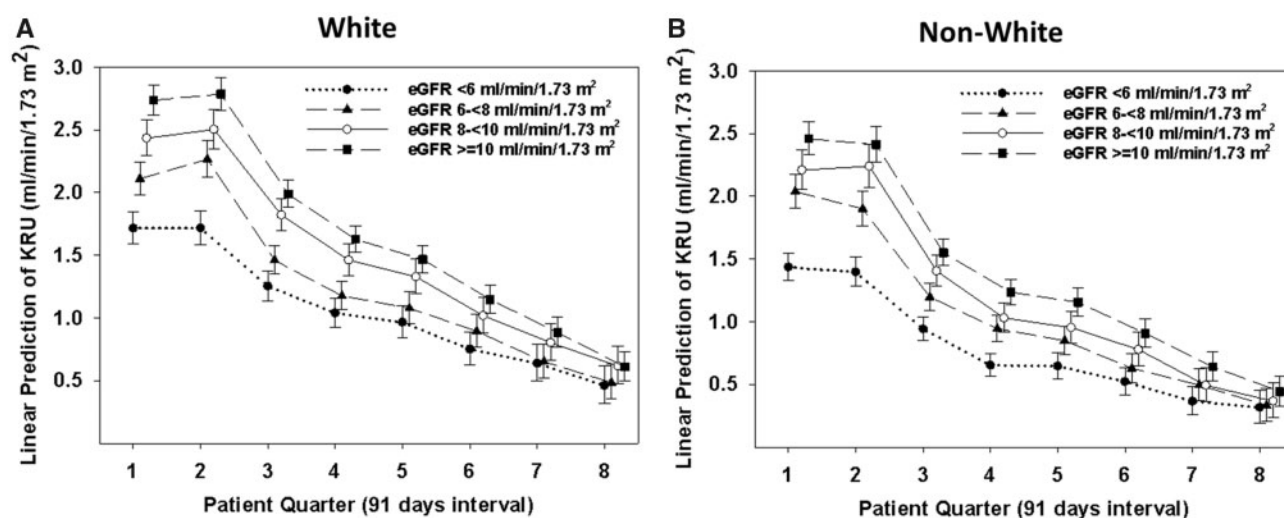 A
White
Linear Prediction of KRU (ml/min/1.73 m²)
3.0
2.5
2.0
1.5
1.0
0.5
eGFR <6 ml/min/1.73 m²
eGFR 6-<8 ml/min/1.73 m²
eGFR 8-<10 ml/min/1.73 m²
eGFR >=10 ml/min/1.73 m²
1 2 3 4 5 6 7 8
Patient Quarter (91 days interval)
B
Non-White
Linear Prediction of KRU (ml/min/1.73 m²)
3.0
2.5
2.0
1.5
1.0
0.5
eGFR <6 ml/min/1.73 m²
eGFR 6-<8 ml/min/1.73 m²
eGFR 8-<10 ml/min/1.73 m²
eGFR >=10 ml/min/1.73 m²
1 2 3 4 5 6 7 8
Patient Quarter (91 days interval)